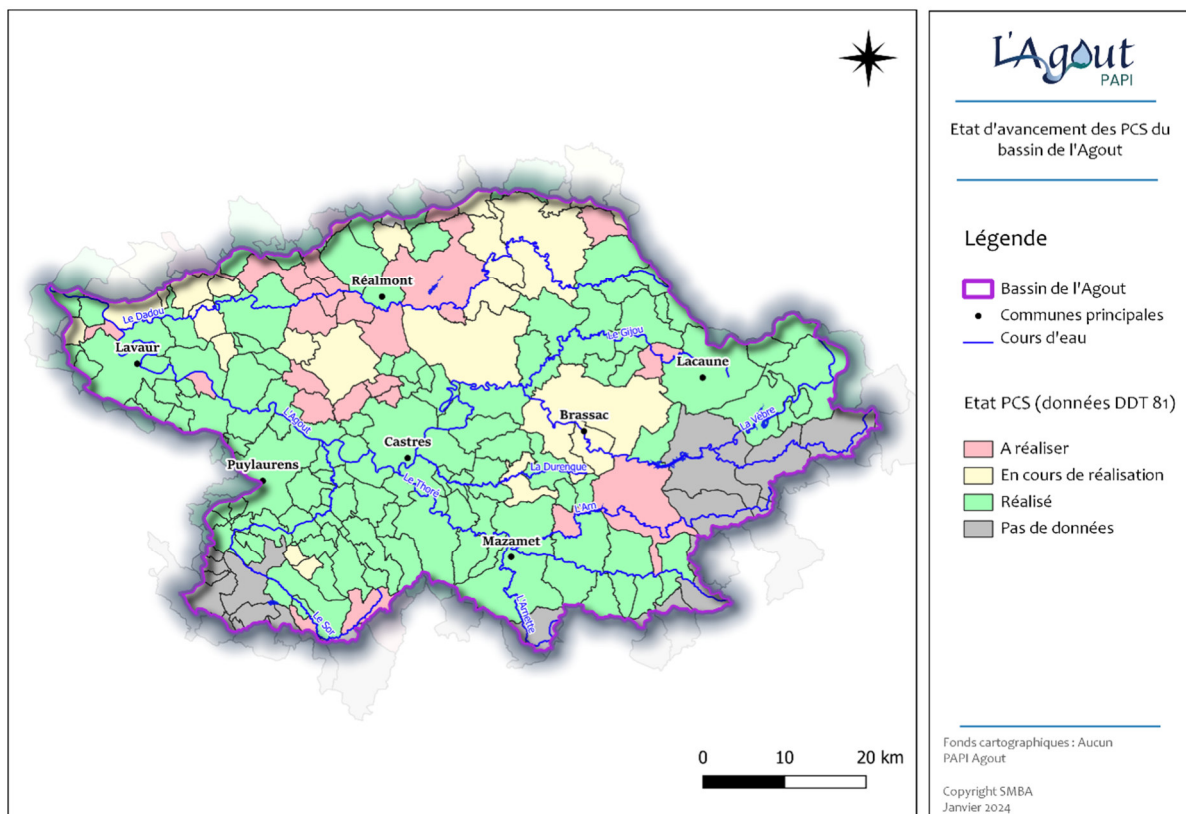 L'Agout
PAPI
Etat d'avancement des PCS du
bassin de l'Agout
Légende
Bassin de l'Agout
Communes principales
Cours d'eau
Etat PCS (données DDT 81)
A réaliser
En cours de réalisation
Réalisé
Pas de données
Fonds cartographiques : Aucun
PAPI Agout
Copyright SMBA
Janvier 2024
Réalmont
Le Dadou
Le Gijou
Lavaur
Lacaune
L'Agout
Brassac
La Vèbre
Castres
Puylaurens
La Durenque
Le Thoré
L'Arn
Mazamet
L'Arnette
Le Sor
0 10 20 km